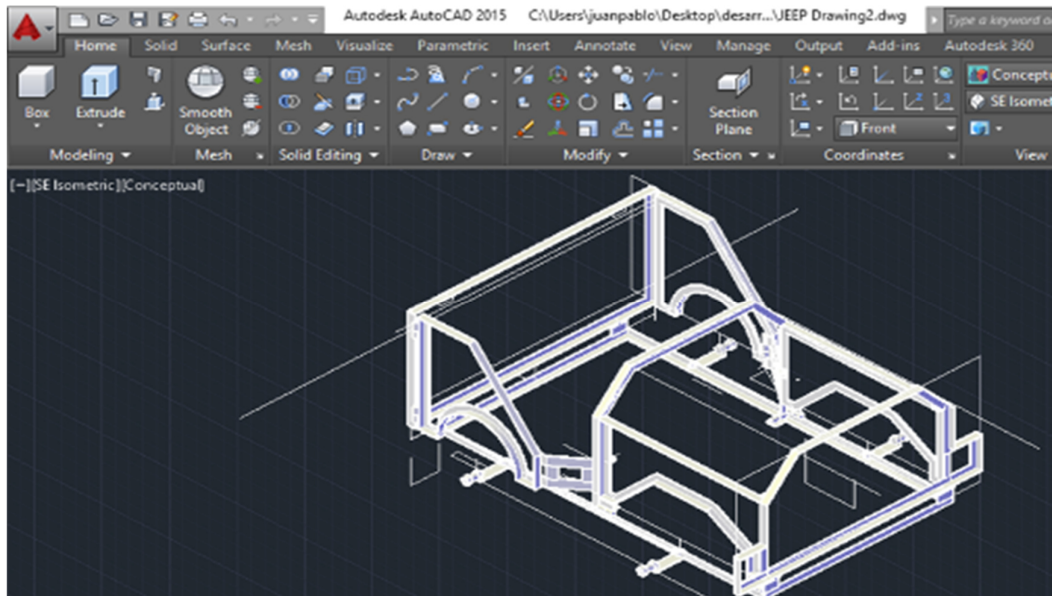 Autodesk AutoCAD 2015 C:\Users\juanpablo\Desktop\desarr...\JEEP Drawing2.dwg Type a keyword or
Home Solid Surface Mesh Visualize Parametric Insert Annotate View Manage Output Add-ins Autodesk 360
Box Extrude Smooth Object Section Plane Front Conceptu SE Isomet
Modeling Mesh Solid Editing Draw Modify Section Coordinates View
[−][SE Isometric][Conceptual]